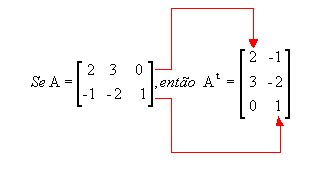 2 -1
Se A = 2 3 0 , então A^t = 3 -2
-1 -2 1
0 1